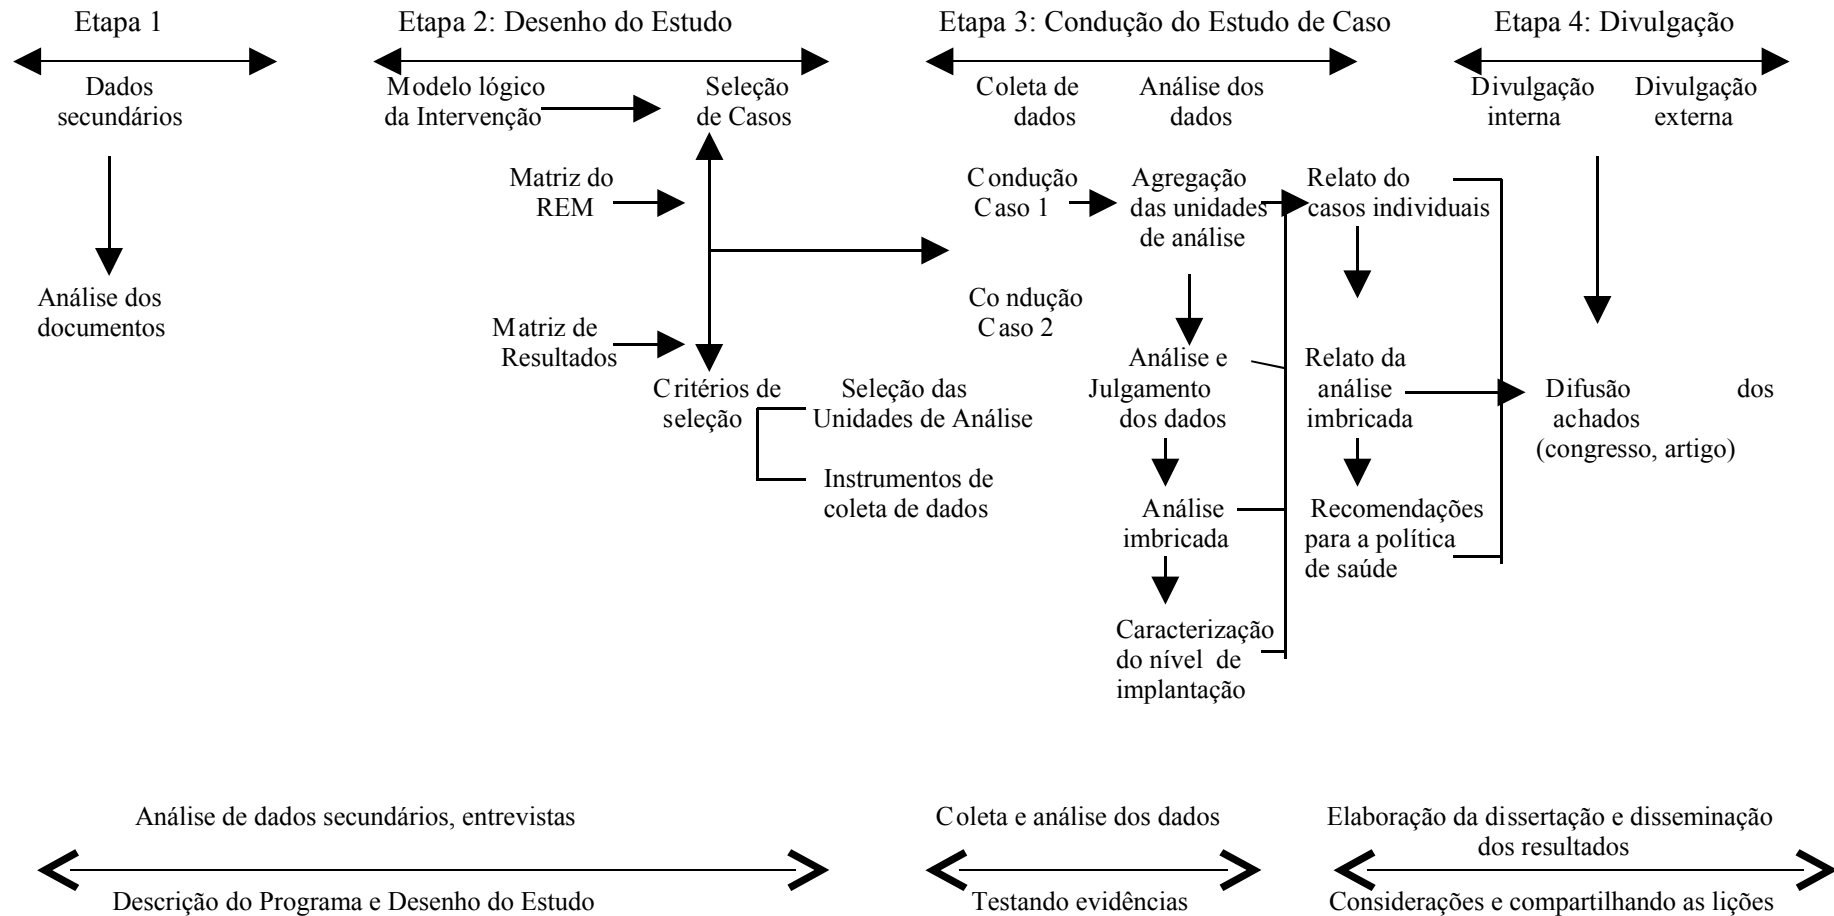 Etapa 1
Etapa 2: Desenho do Estudo
Etapa 3: Condução do Estudo de Caso
Etapa 4: Divulgação
Dados
secundários
Análise dos
documentos
Modelo lógico
da Intervenção
Seleção
de Casos
Matriz do
REM
Matriz de
Resultados
Critérios de
seleção
Seleção das
Unidades de Análise
Instrumentos de
coleta de dados
Coleta de
dados
Análise dos
dados
Condução
Caso 1
Co ndução
Caso 2
Agregação
das unidades
de análise
Análise e
Julgamento
dos dados
Análise
imbricada
Caracterização
do nível de
implantação
Relato do
casos individuais
Relato da
análise
imbricada
Recomendações
para a política
de saúde
Divulgação
interna
Divulgação
externa
Difusão dos
achados
(congresso, artigo)
Análise de dados secundários, entrevistas
Descrição do Programa e Desenho do Estudo
Coleta e análise dos dados
Testando evidências
Elaboração da dissertação e disseminação
dos resultados
Considerações e compartilhando as lições